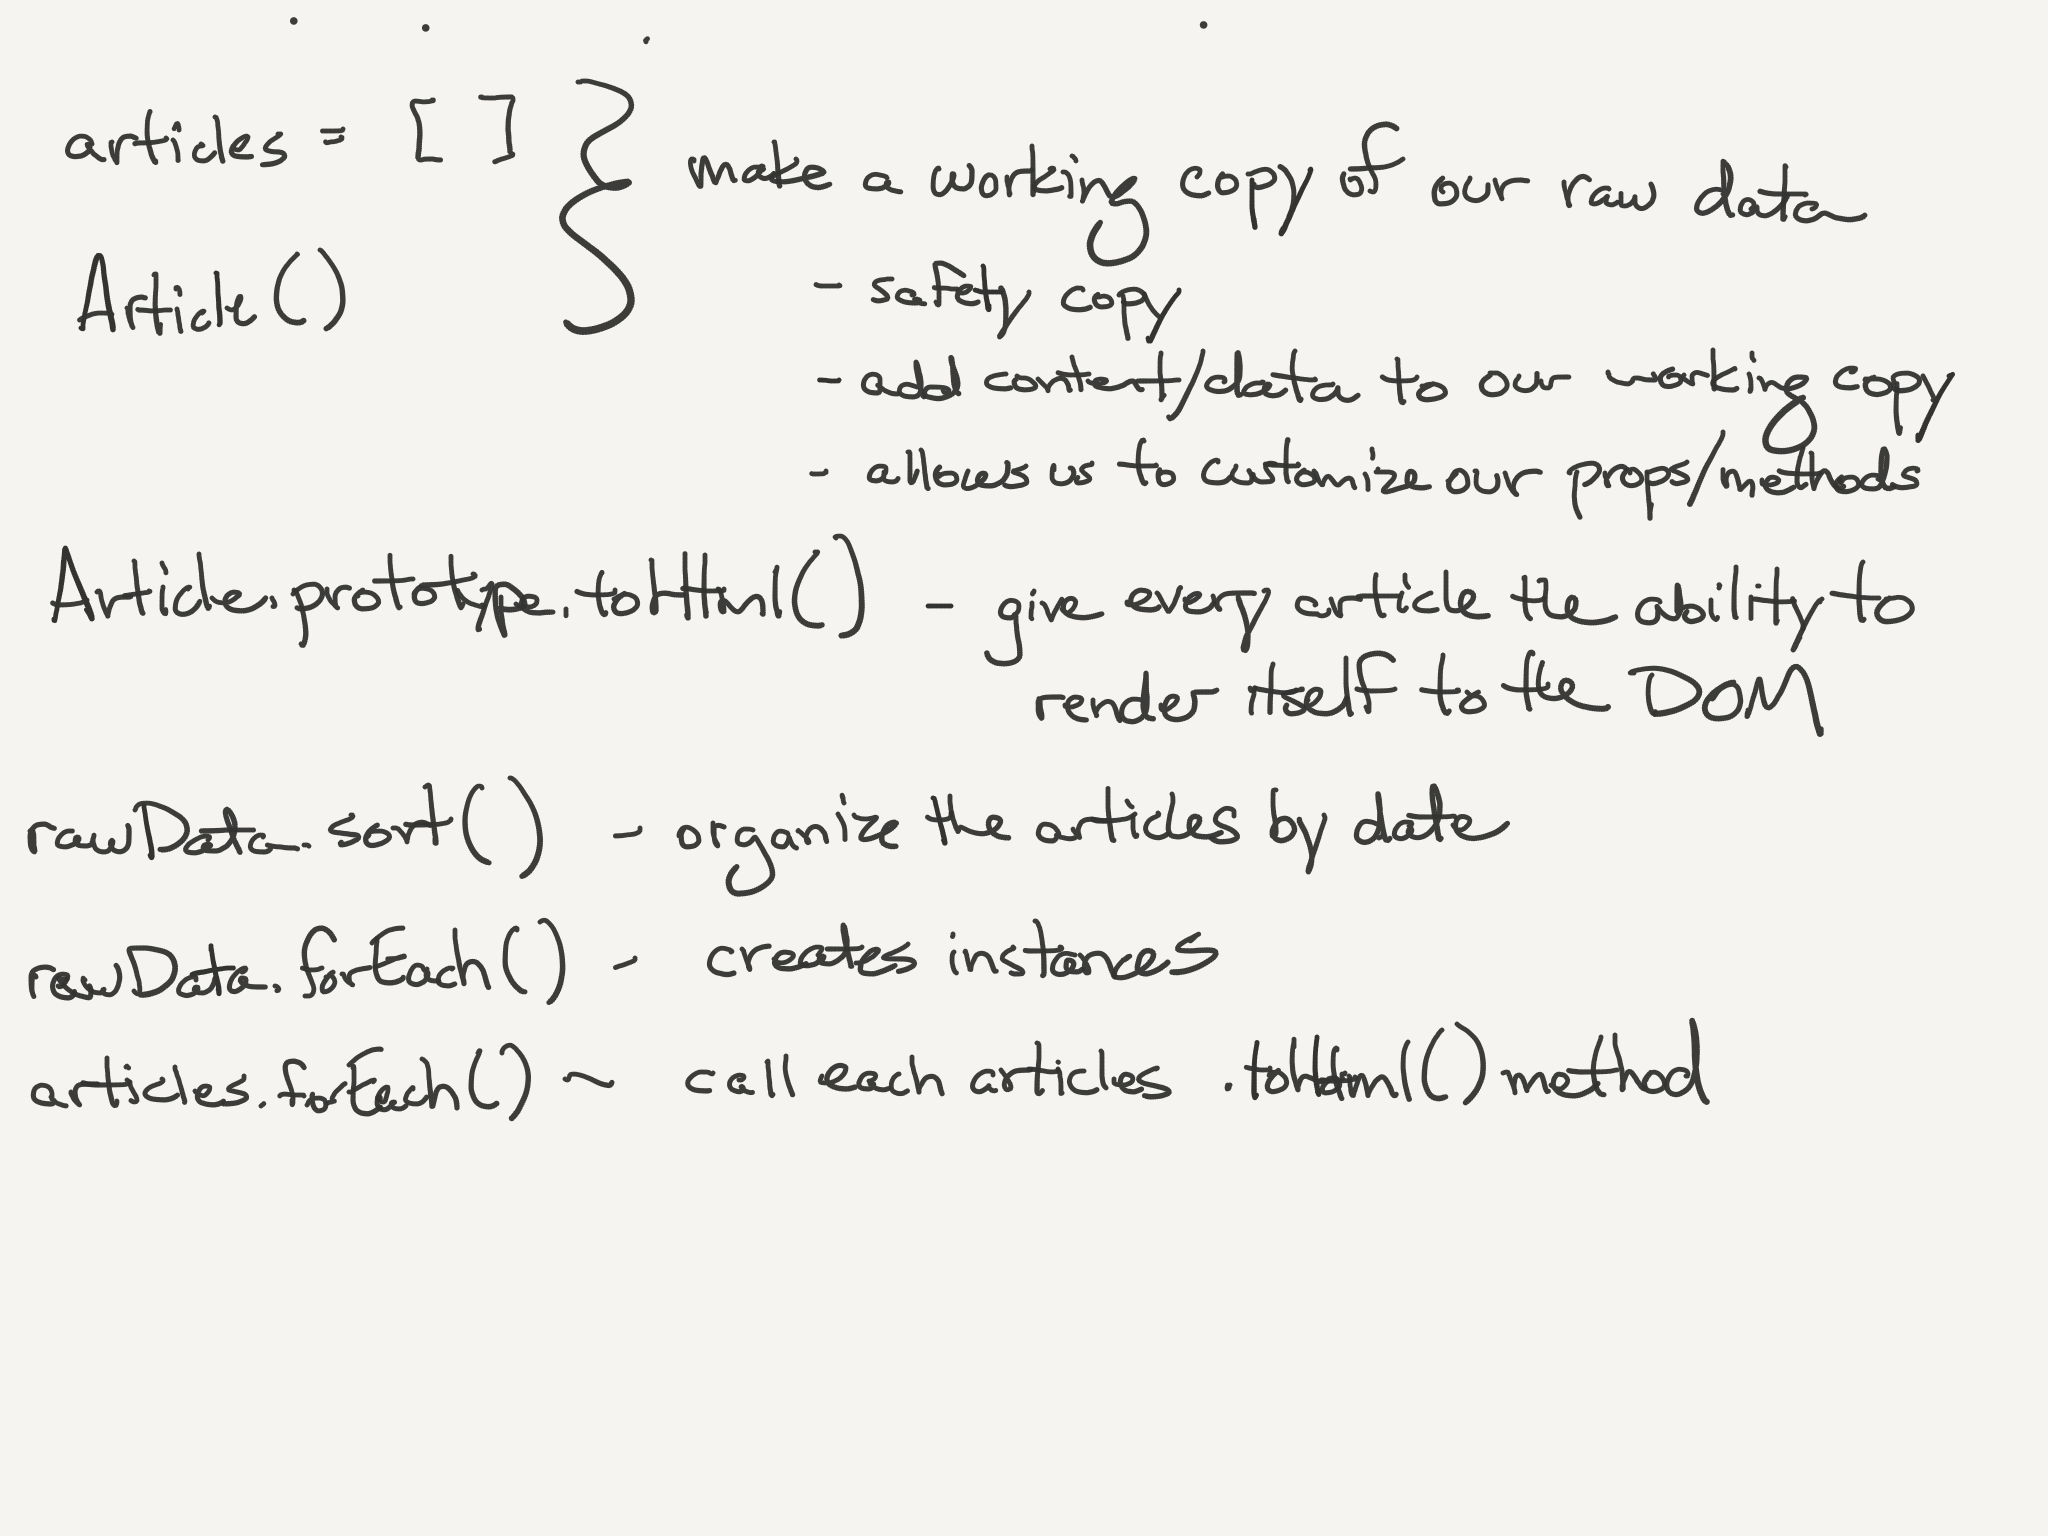 articles = [ ]
make a working copy of our raw data
Article()
- safety copy
- add content/data to our working copy
- allows us to customize our props/methods
Article.prototype.toHtml() - give every article the ability to
render itself to the DOM
rawData.sort() - organize the articles by date
rawData.forEach() - creates instances
articles.forEach() ~ call each articles .toHtml() method